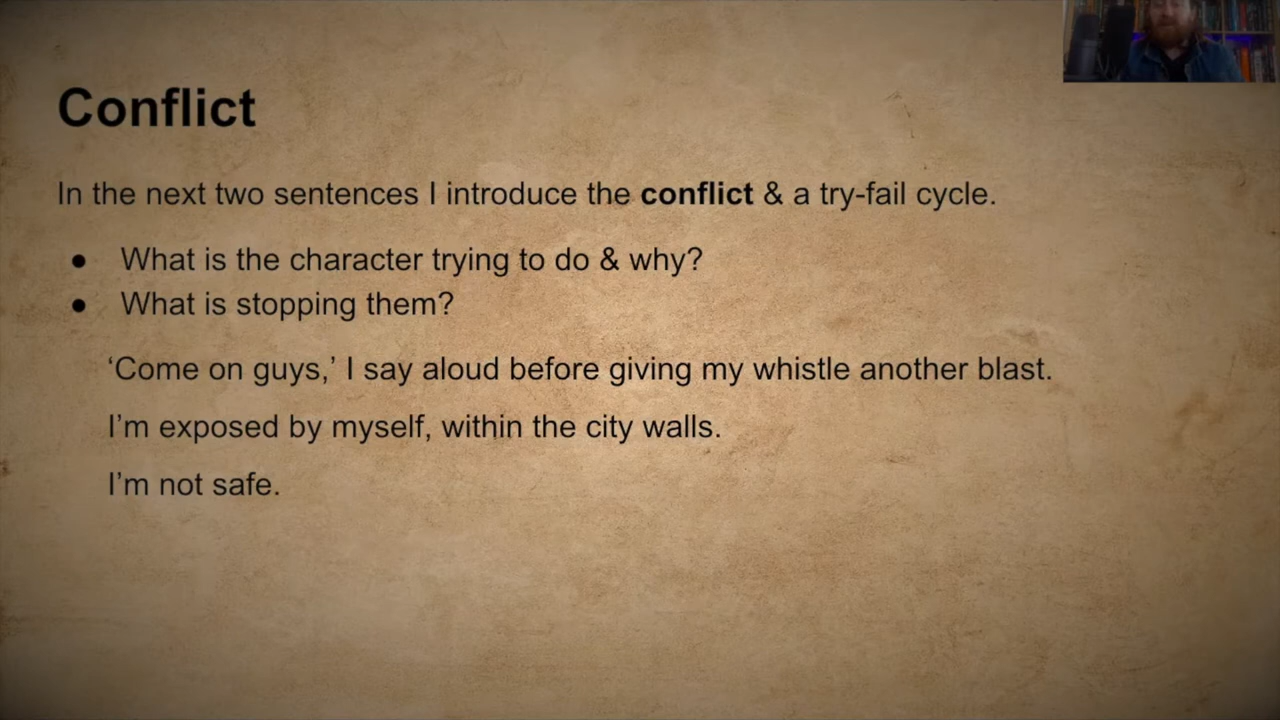 Conflict
In the next two sentences I introduce the conflict & a try-fail cycle.
● What is the character trying to do & why?
● What is stopping them?
‘Come on guys,’ I say aloud before giving my whistle another blast.
I’m exposed by myself, within the city walls.
I’m not safe.